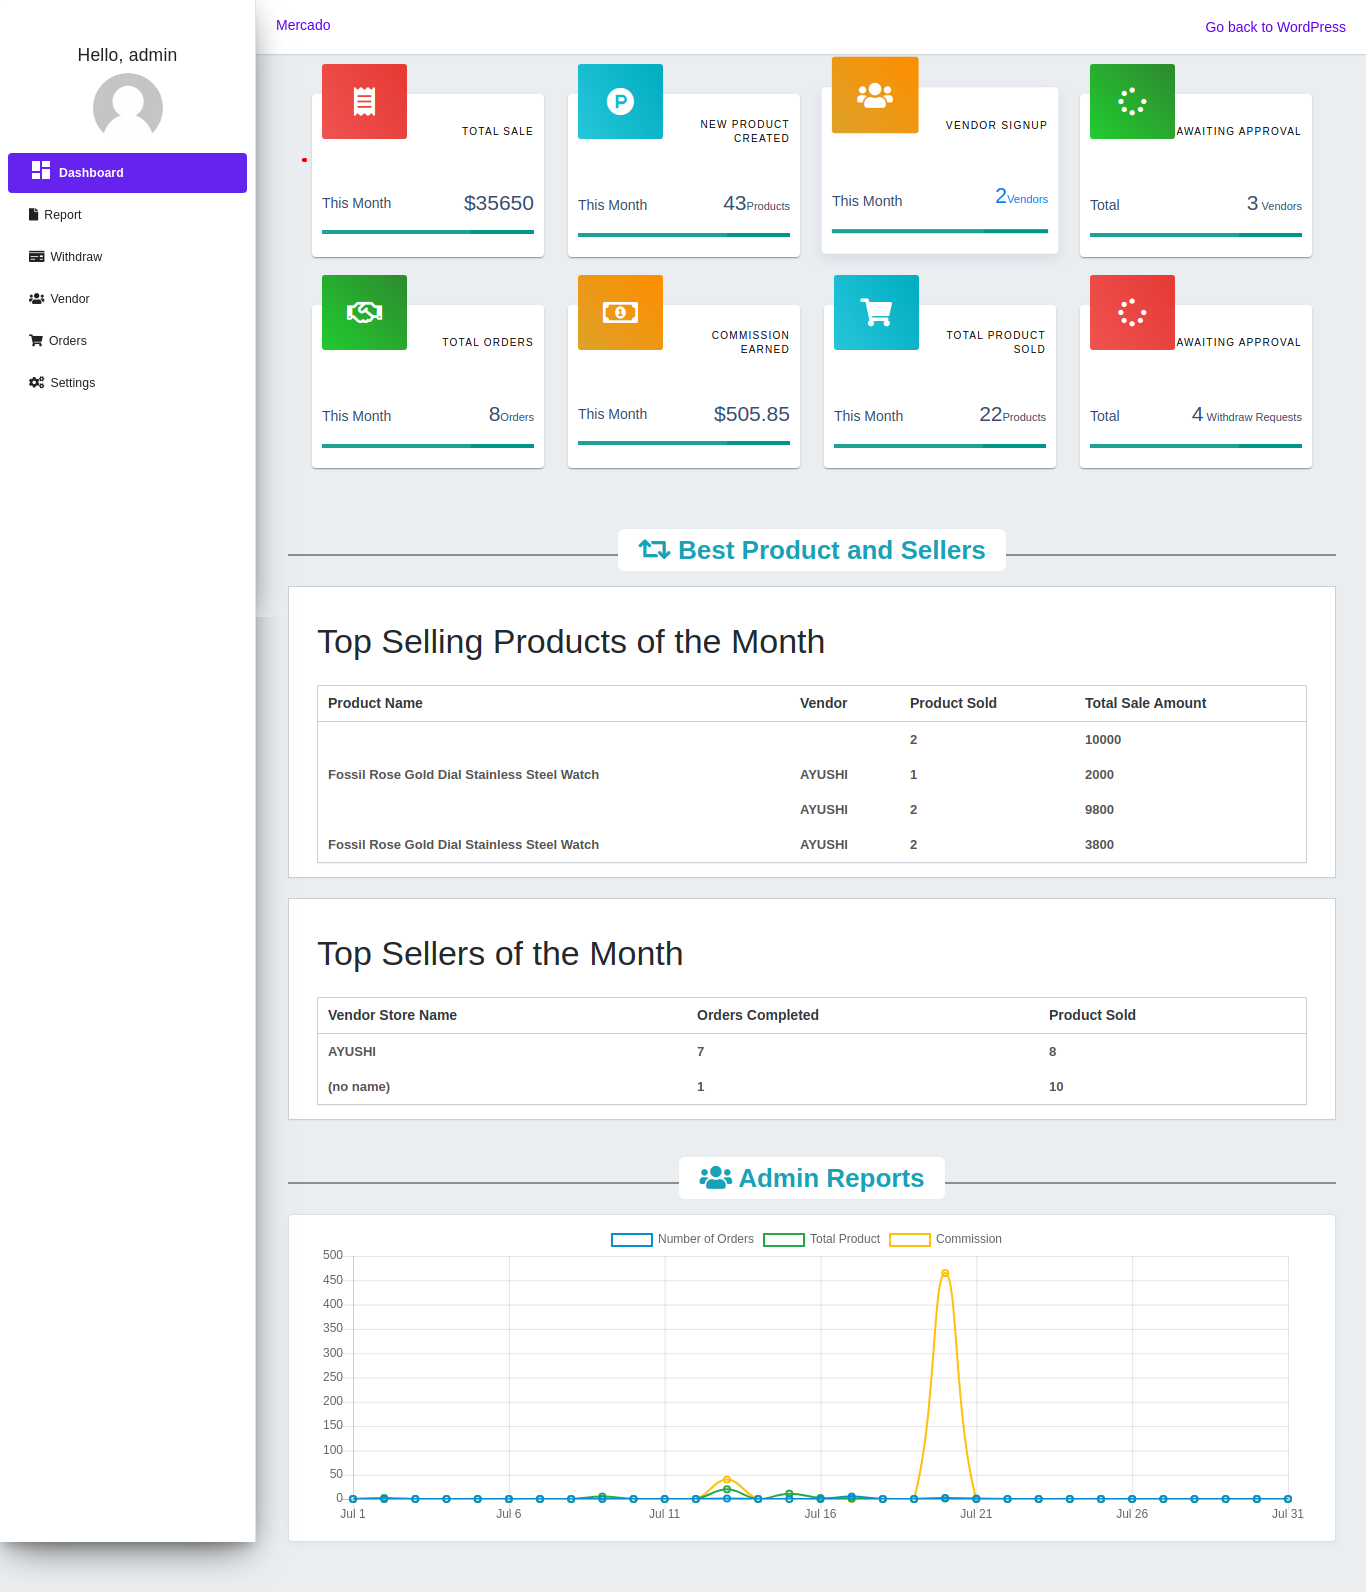 Hello, admin
Dashboard
Report
Withdraw
Vendor
Orders
Settings
Mercado
Go back to WordPress
TOTAL SALE
This Month
$35650
NEW PRODUCT
CREATED
This Month
43Products
VENDOR SIGNUP
This Month
2Vendors
AWAITING APPROVAL
Total
3 Vendors
TOTAL ORDERS
This Month
8Orders
COMMISSION
EARNED
This Month
$505.85
TOTAL PRODUCT
SOLD
This Month
22Products
AWAITING APPROVAL
Total
4 Withdraw Requests
Best Product and Sellers
Top Selling Products of the Month
Product Name Vendor Product Sold Total Sale Amount
2 10000
Fossil Rose Gold Dial Stainless Steel Watch AYUSHI 1 2000
AYUSHI 2 9800
Fossil Rose Gold Dial Stainless Steel Watch AYUSHI 2 3800
Top Sellers of the Month
Vendor Store Name Orders Completed Product Sold
AYUSHI 7 8
(no name) 1 10
Admin Reports
Number of Orders Total Product Commission
500
450
400
350
300
250
200
150
100
50
0
Jul 1 Jul 6 Jul 11 Jul 16 Jul 21 Jul 26 Jul 31